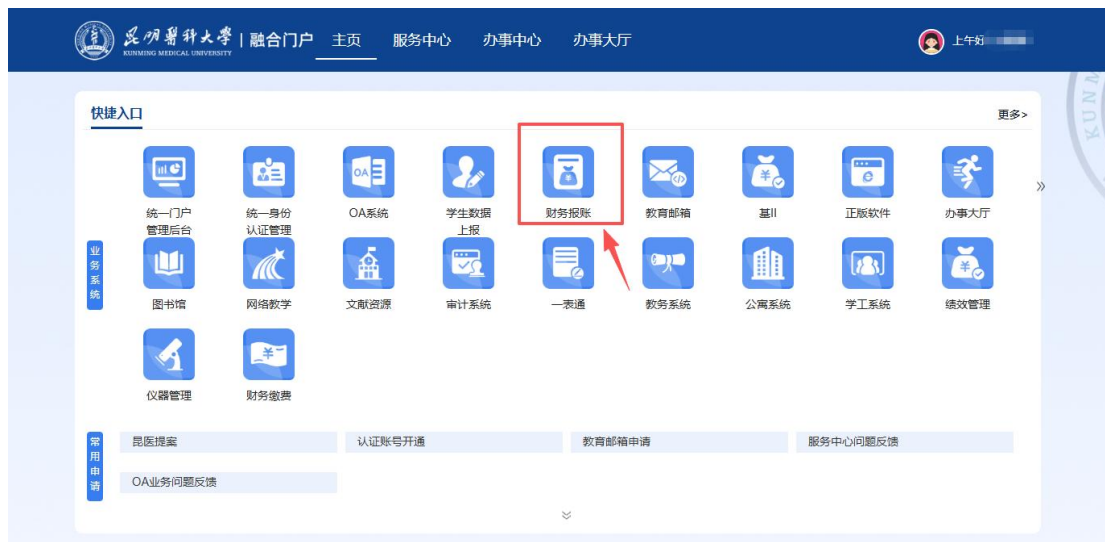 昆明医科大学 | 融合门户 主页 服务中心 办事中心 办事大厅 上午好
KUNMING MEDICAL UNIVERSITY
快捷入口 更多>
业务系统
统一门户管理后台 统一身份认证管理 OA系统 学生数据上报 财务报账 教育邮箱 基II 正版软件 办事大厅
图书馆 网络教学 文献资源 审计系统 一表通 教务系统 公寓系统 学工系统 绩效管理
仪器管理 财务缴费
常用申请
昆医提案 认证账号开通 教育邮箱申请 服务中心问题反馈
OA业务问题反馈